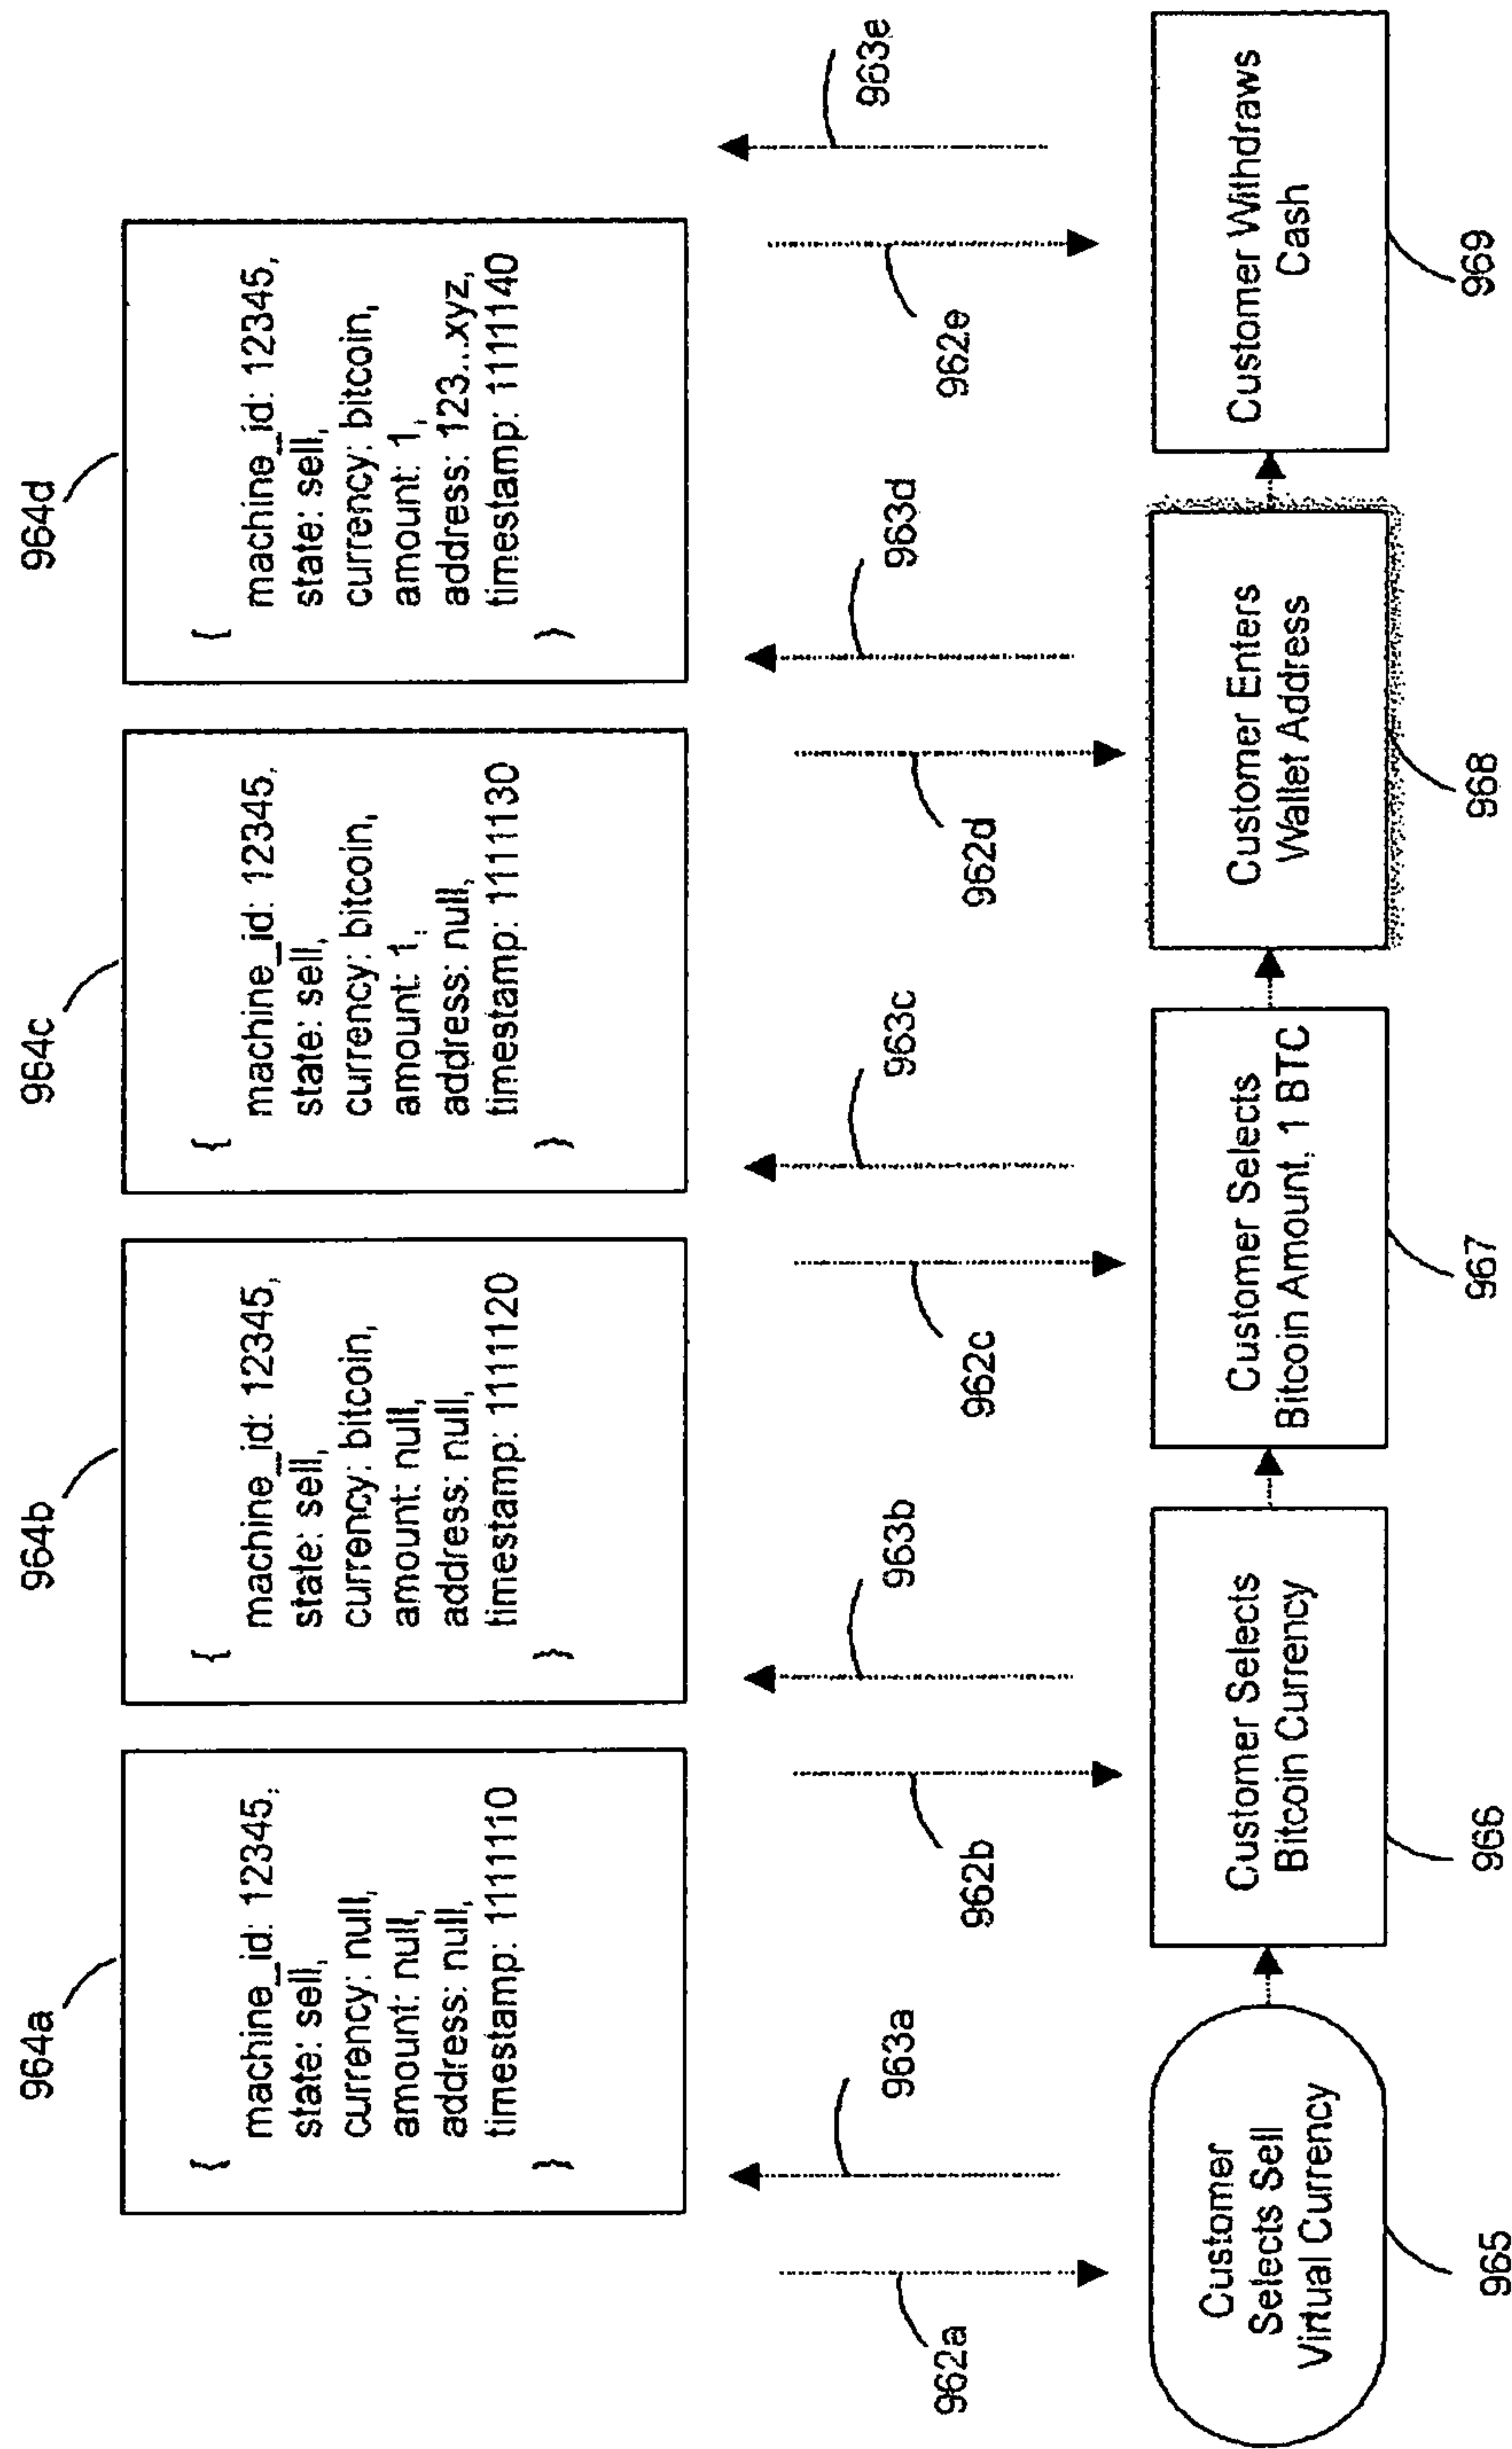 964a
964b
964c
964d
{
machine_id: 12345,
state: sell,
currency: null,
amount: null,
address: null,
timestamp: 1111110
}
{
machine_id: 12345,
state: sell,
currency: bitcoin,
amount: null,
address: null,
timestamp: 1111120
}
{
machine_id: 12345,
state: sell,
currency: bitcoin,
amount: 1,
address: null,
timestamp: 1111130
}
{
machine_id: 12345,
state: sell,
currency: bitcoin,
amount: 1,
address: 123...xyz,
timestamp: 1111140
}
962a
963a
962b
963b
962c
963c
962d
963d
962e
963e
Customer
Selects Sell
Virtual Currency
Customer Selects
Bitcoin Currency
Customer Selects
Bitcoin Amount, 1 BTC
Customer Enters
Wallet Address
Customer Withdraws
Cash
965
966
967
968
969